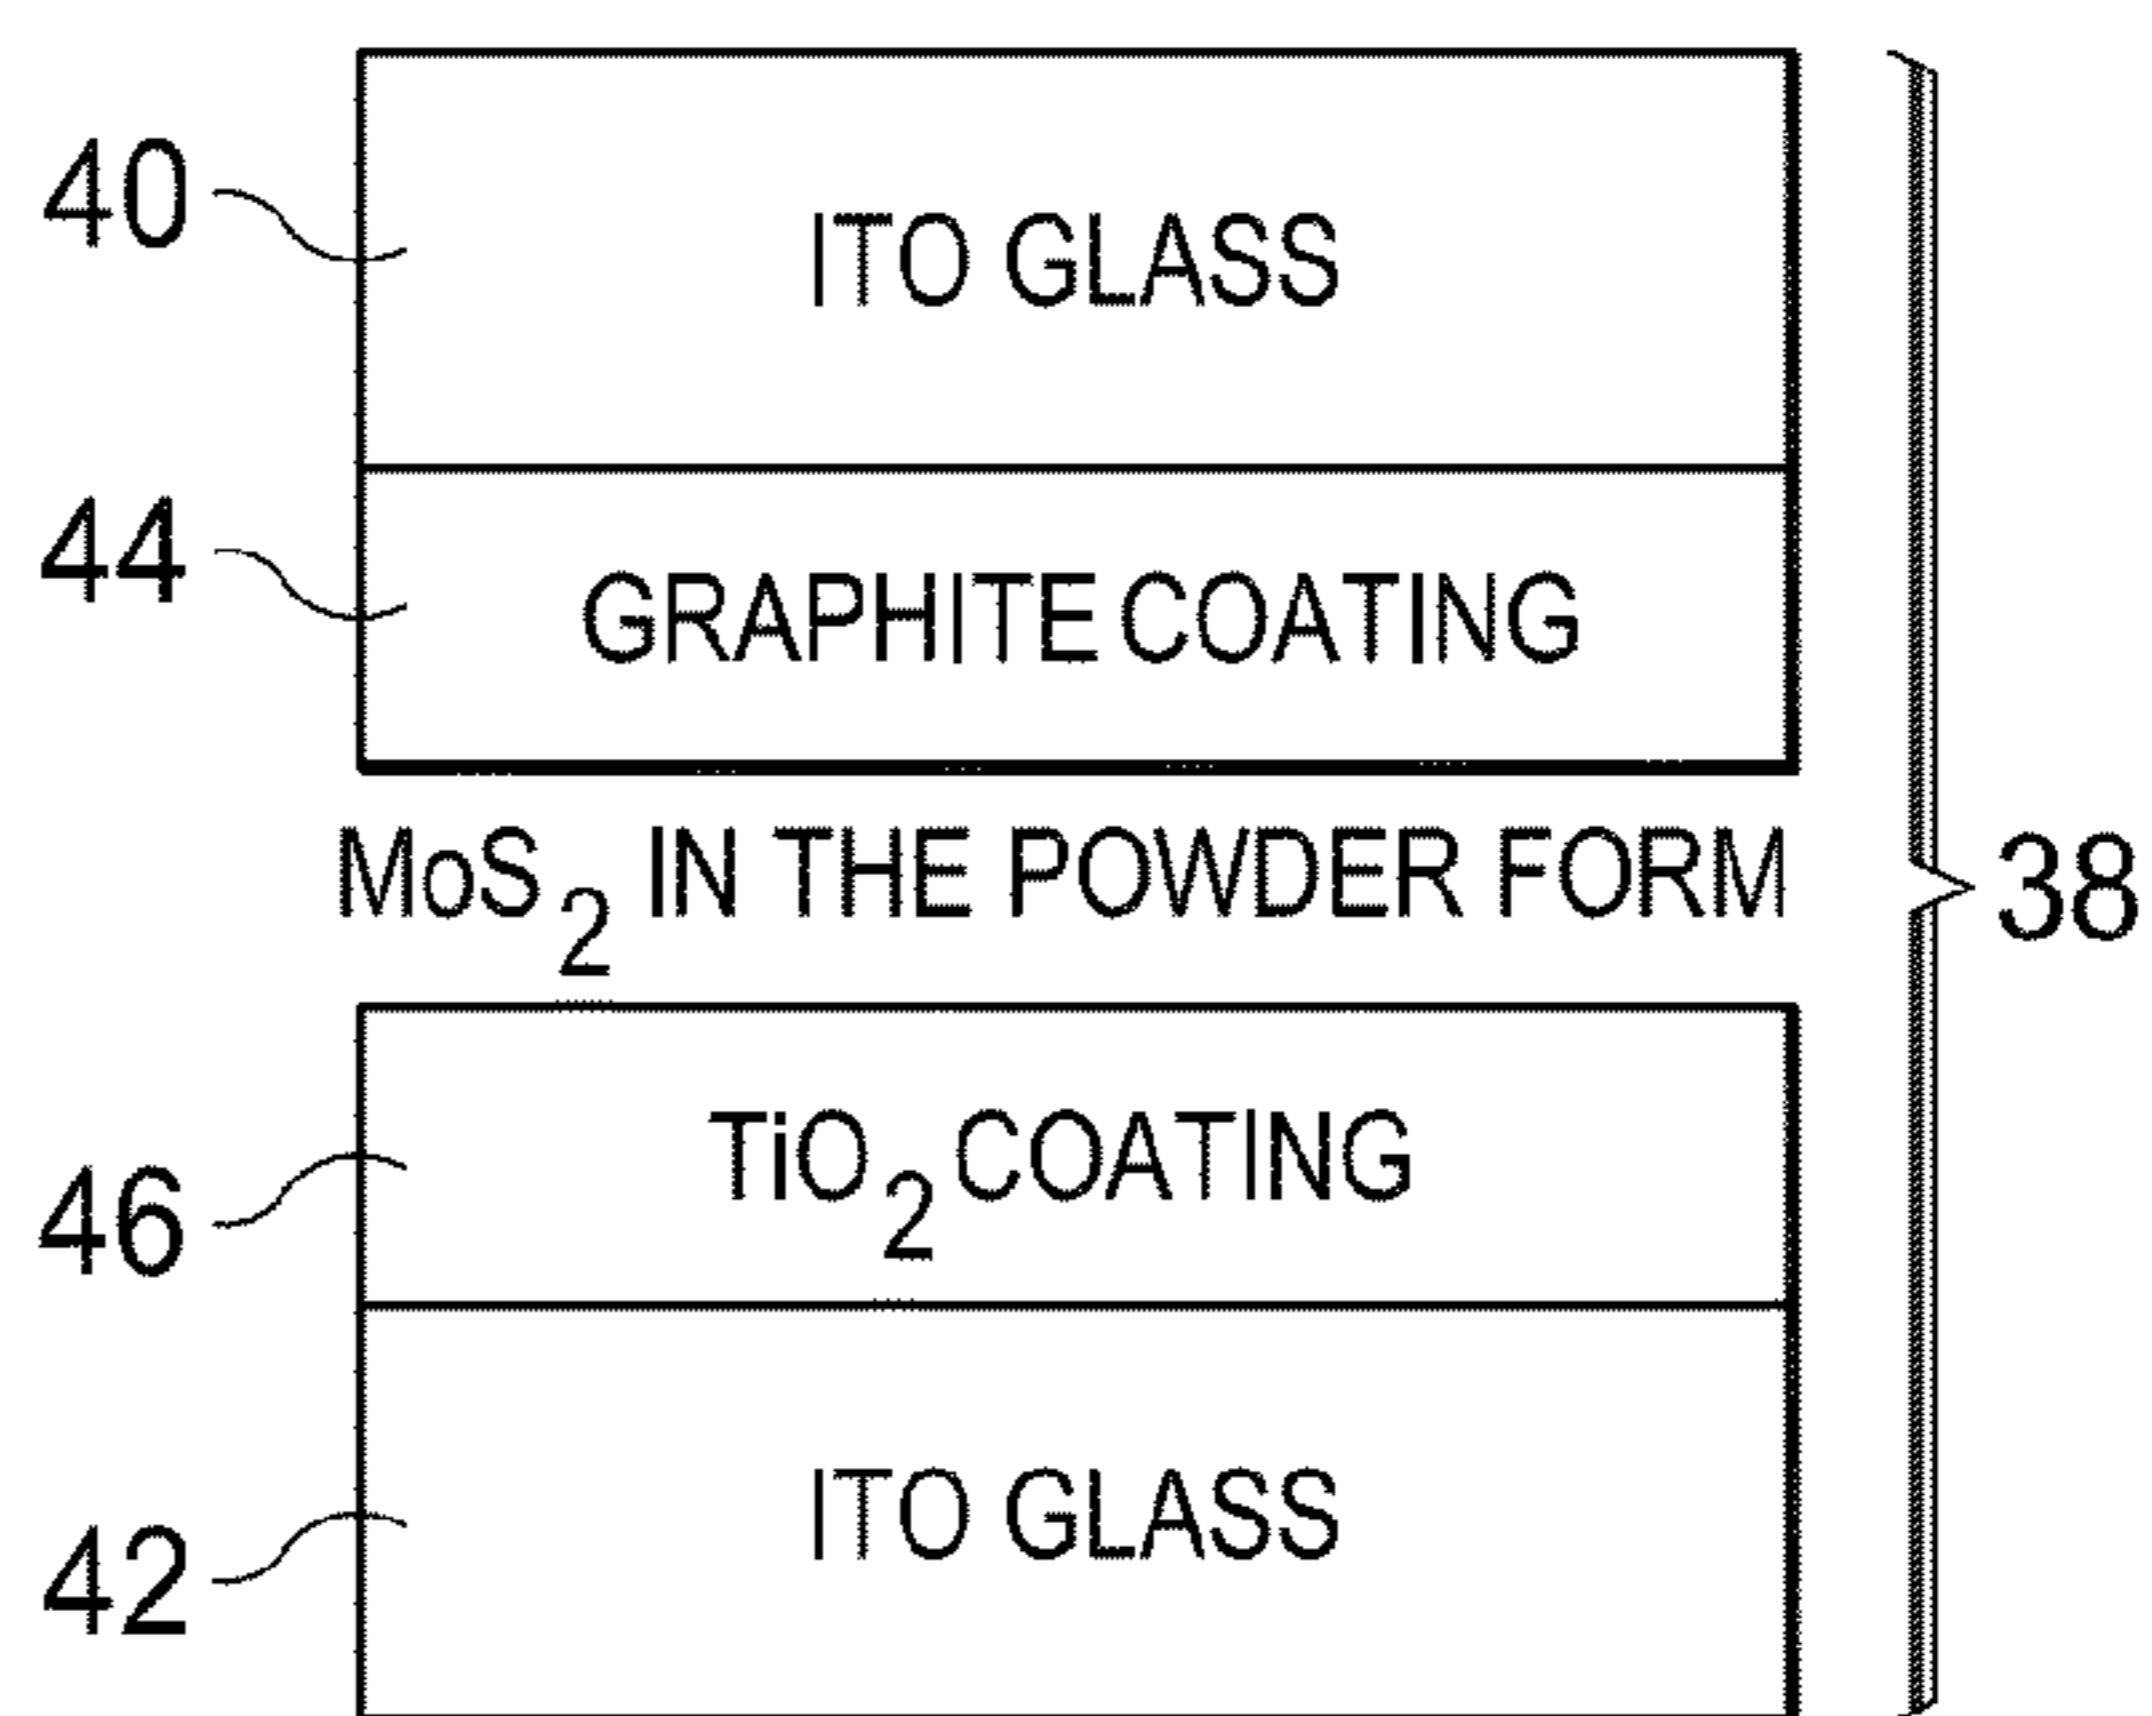 40
ITO GLASS
44
GRAPHITE COATING
MoS2 IN THE POWDER FORM
38
46
TiO2 COATING
42
ITO GLASS